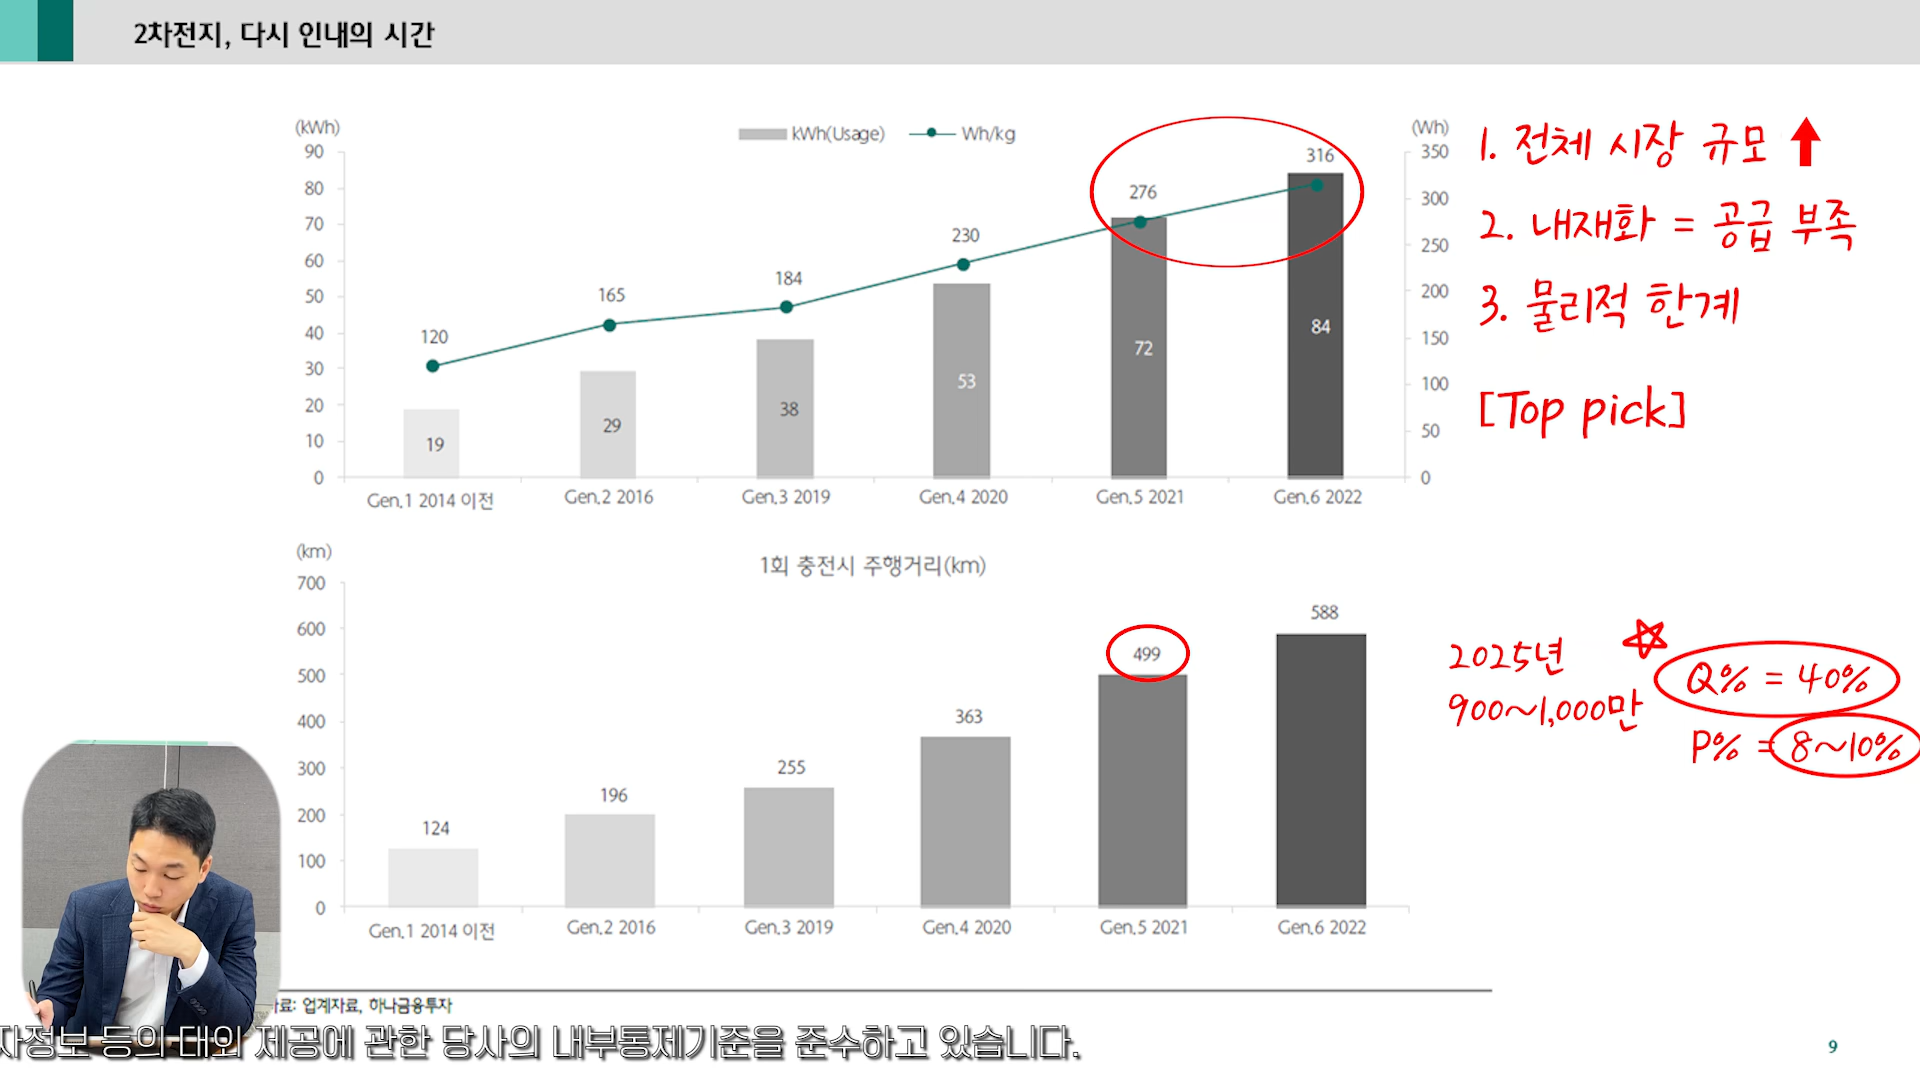 2차전지, 다시 인내의 시간
(kWh)
kWh(Usage)
Wh/kg
(Wh)
90
80
70
60
50
40
30
20
10
0
350
300
250
200
150
100
50
0
120
165
184
230
276
316
19
29
38
53
72
84
Gen.1 2014 이전
Gen.2 2016
Gen.3 2019
Gen.4 2020
Gen.5 2021
Gen.6 2022
1. 전체 시장 규모
2. 내재화 = 공급 부족
3. 물리적 한계
[Top pick]
(km)
1회 충전시 주행거리(km)
700
600
500
400
300
200
100
0
124
196
255
363
499
588
Gen.1 2014 이전
Gen.2 2016
Gen.3 2019
Gen.4 2020
Gen.5 2021
Gen.6 2022
2025년
900~1,000만
Q% = 40%
P% = 8~10%
료: 업계자료, 하나금융투자
자정보 등의 대외 제공에 관한 당사의 내부통제기준을 준수하고 있습니다.
9